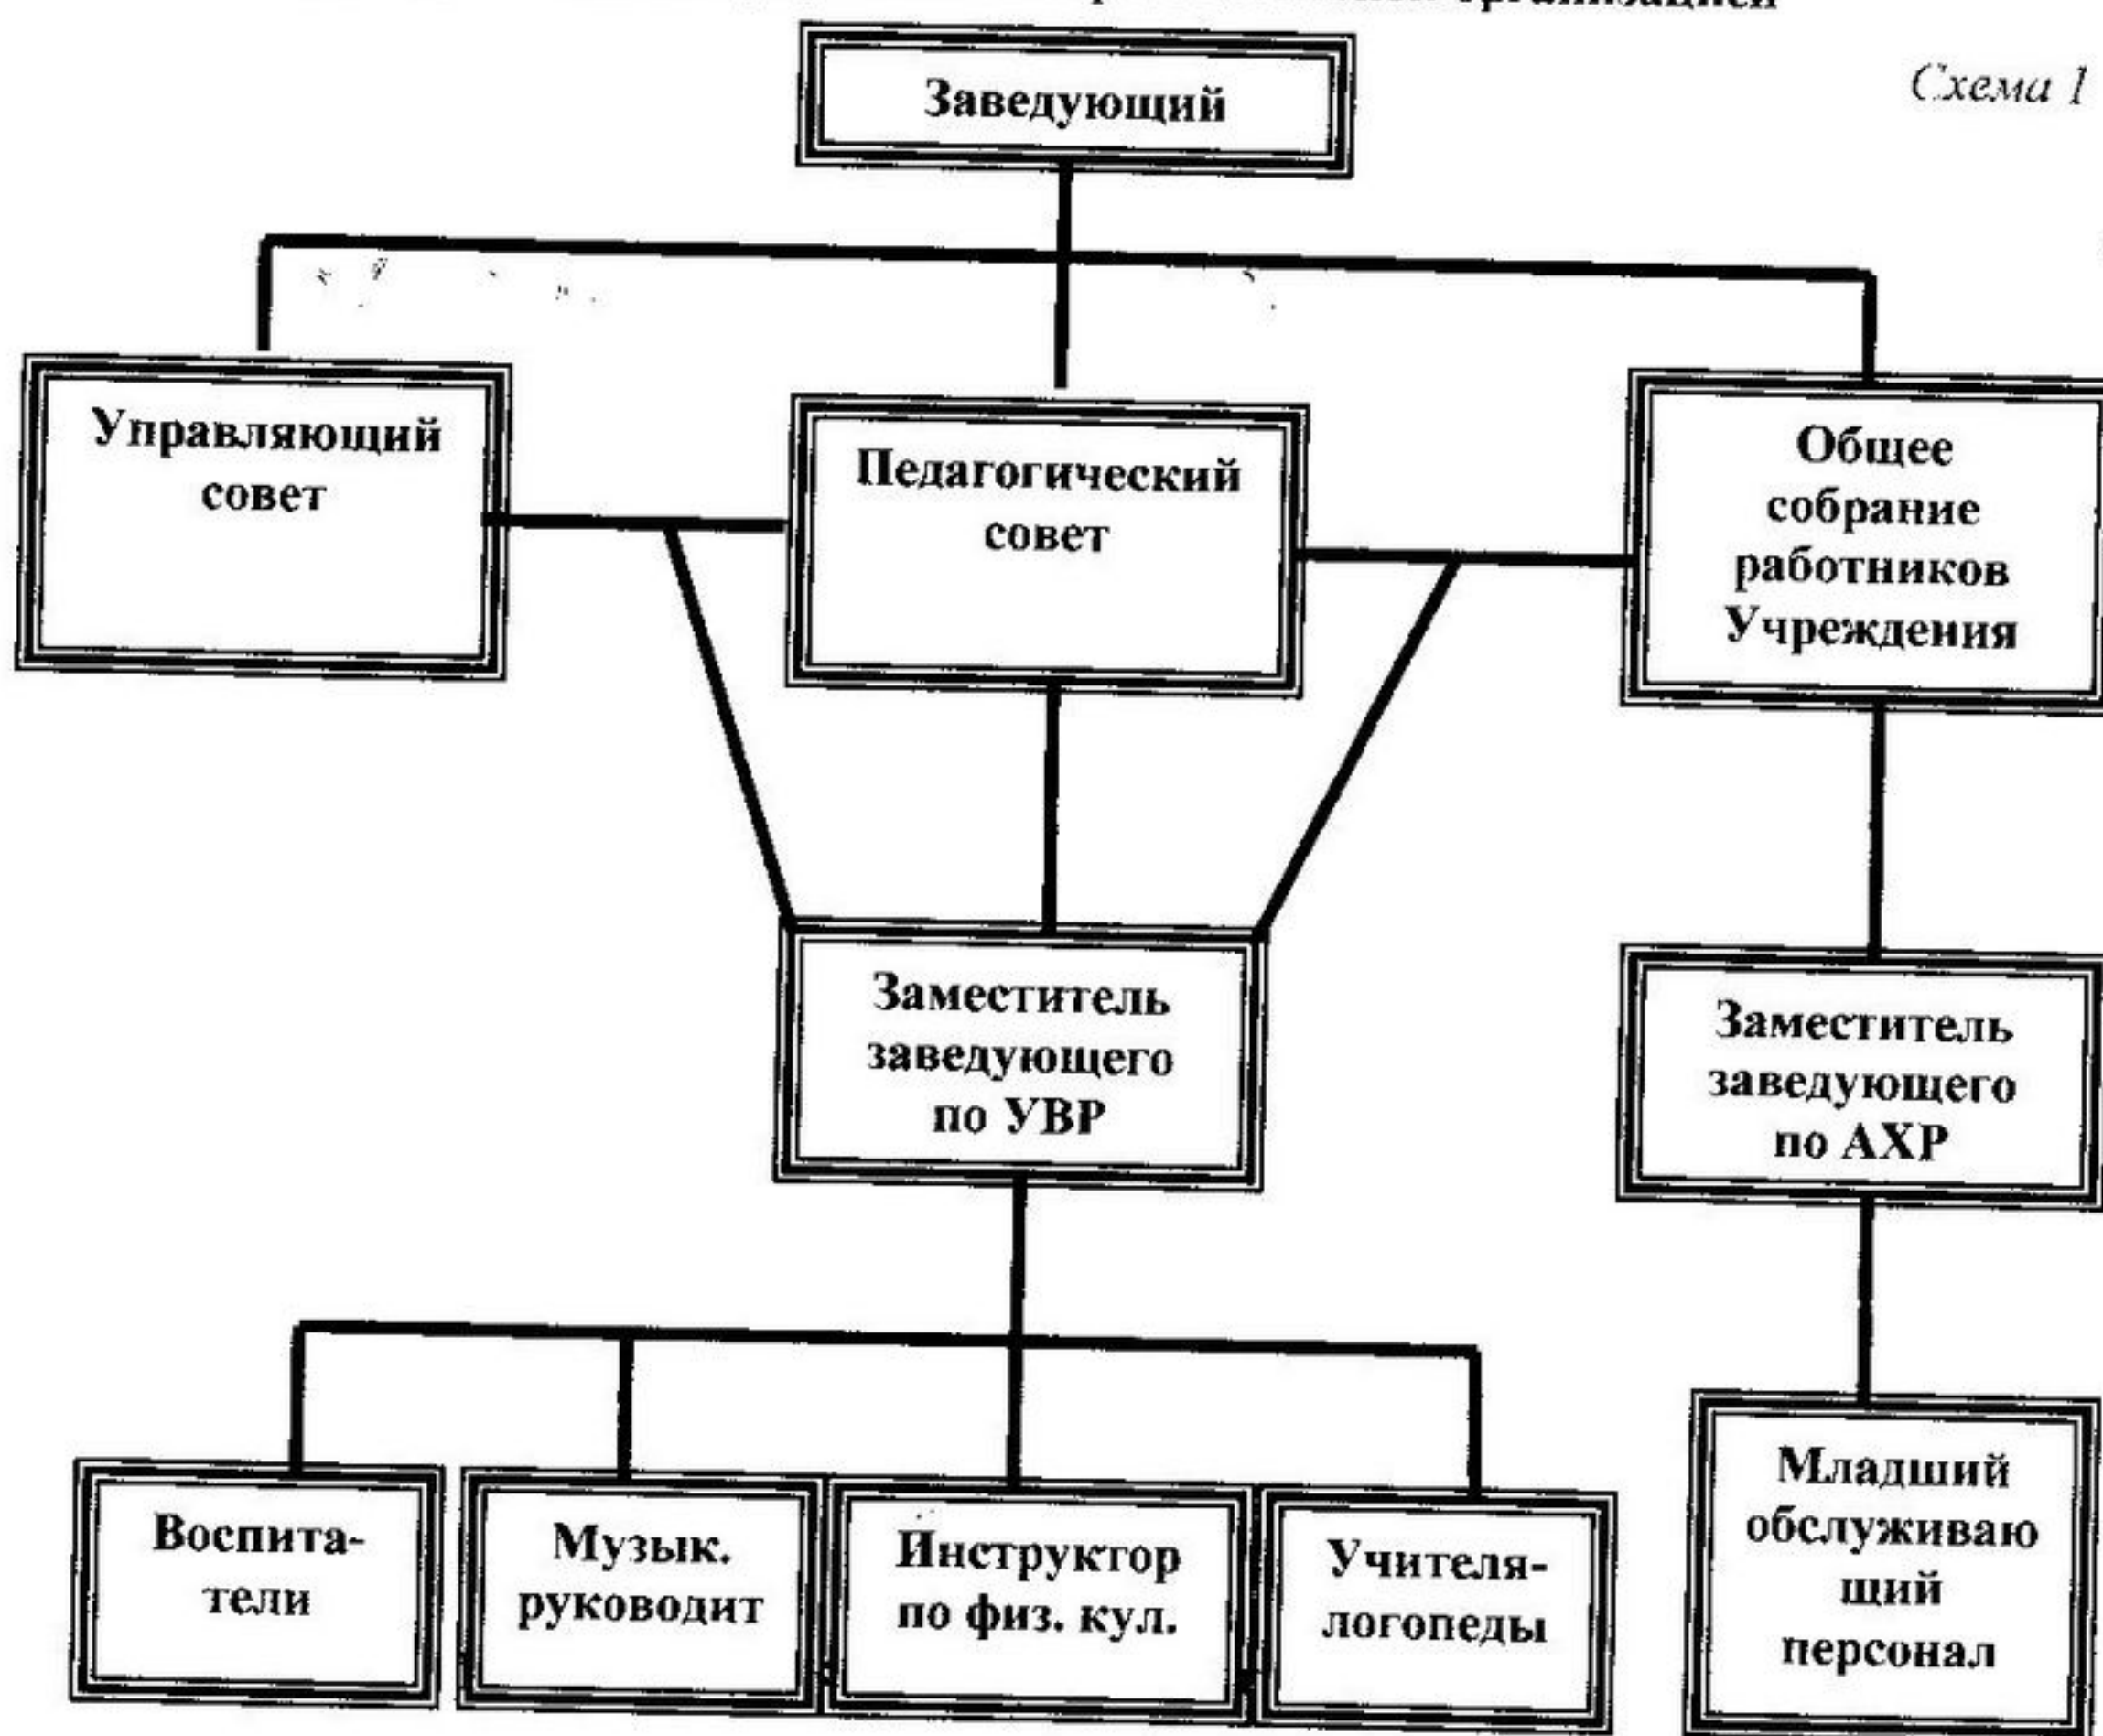 организацией
Схема 1
Заведующий
Управляющий
совет
Педагогический
совет
Общее
собрание
работников
Учреждения
Заместитель
заведующего
по УВР
Заместитель
заведующего
по АХР
Воспита-
тели
Музык.
руководит
Инструктор
по физ. кул.
Учителя-
логопеды
Младший
обслуживаю
щий
персонал